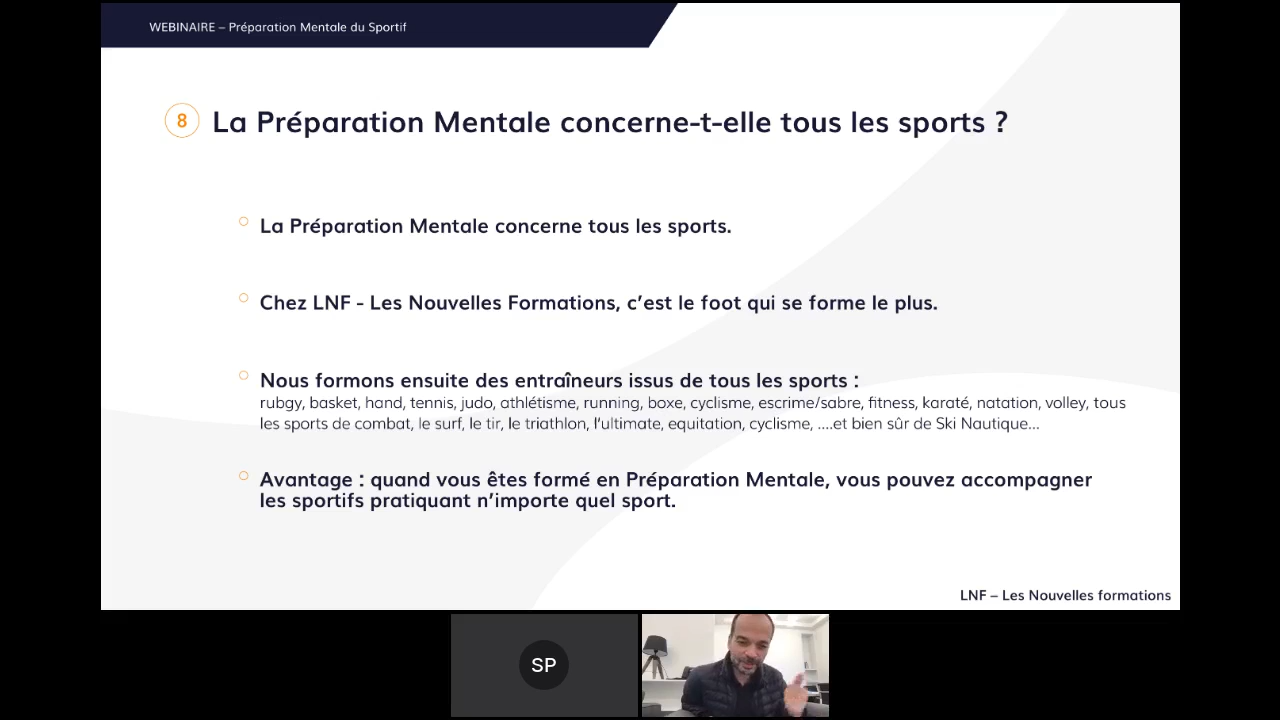 WEBINAIRE – Préparation Mentale du Sportif
8 La Préparation Mentale concerne-t-elle tous les sports ?
La Préparation Mentale concerne tous les sports.
Chez LNF - Les Nouvelles Formations, c’est le foot qui se forme le plus.
Nous formons ensuite des entraîneurs issus de tous les sports :
rubgy, basket, hand, tennis, judo, athlétisme, running, boxe, cyclisme, escrime/sabre, fitness, karaté, natation, volley, tous
les sports de combat, le surf, le tir, le triathlon, l’ultimate, equitation, cyclisme, ....et bien sûr de Ski Nautique...
Avantage : quand vous êtes formé en Préparation Mentale, vous pouvez accompagner
les sportifs pratiquant n’importe quel sport.
LNF – Les Nouvelles formations
SP